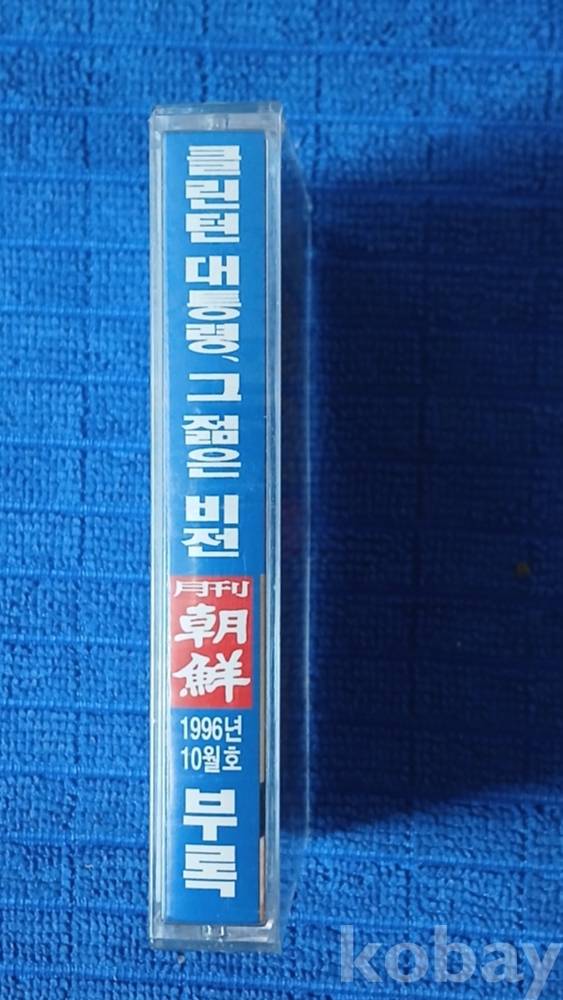 클린턴 대통령, 그 젊은 비전
月刊
朝鮮
1996년
10월호
부록
kobay